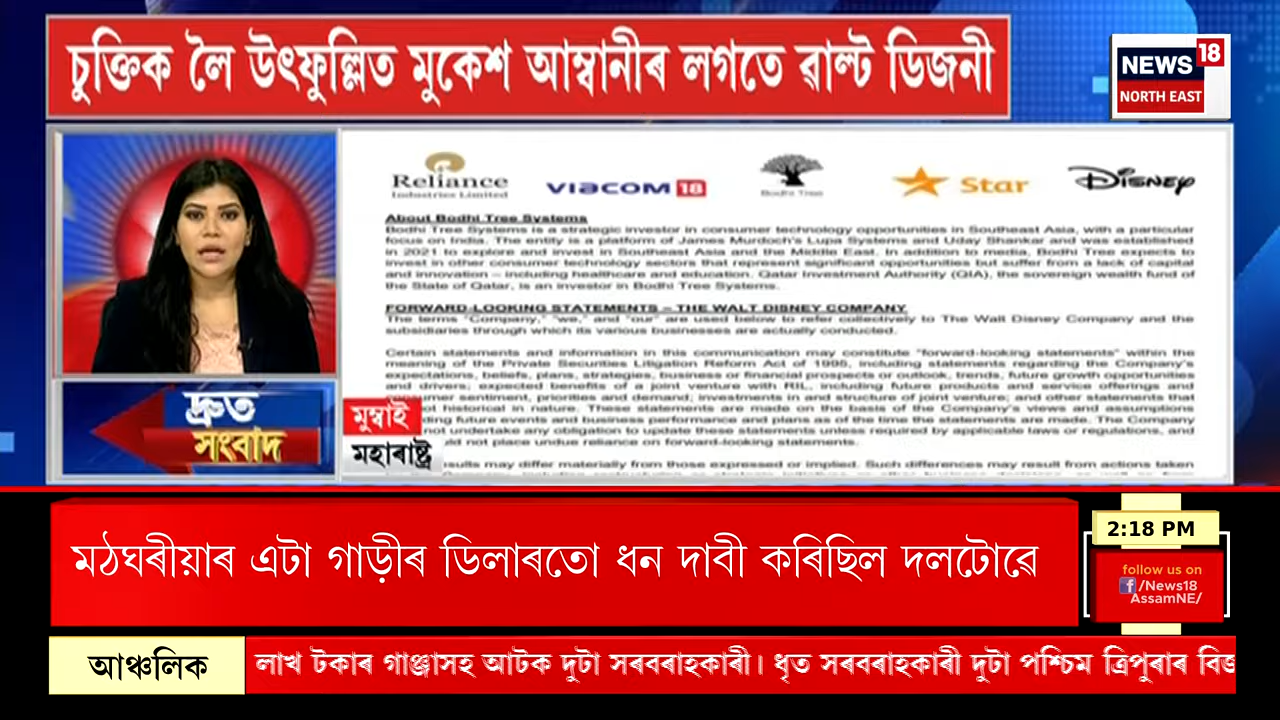 চুক্তিক লৈ উৎফুল্লিত মুকেশ আম্বানীৰ লগতে ৱাল্ট ডিজনী
NEWS 18
NORTH EAST
Reliance
Industries Limited
VIACOM 18
Bodhi Tree
Star
DISNEY
About Bodhi Tree Systems
Bodhi Tree Systems is a strategic investor in consumer technology opportunities in Southeast Asia, with a particular
focus on India. The entity is a platform of James Murdoch's Lupa Systems and Uday Shankar and was established
in 2021 to explore and invest in Southeast Asia and the Middle East. In addition to media, Bodhi Tree expects to
invest in other consumer technology sectors that represent significant opportunities but suffer from a lack of capital
and innovation – including healthcare and education. Qatar Investment Authority (QIA), the sovereign wealth fund of
the State of Qatar, is an investor in Bodhi Tree Systems.
FORWARD-LOOKING STATEMENTS – THE WALT DISNEY COMPANY
The terms "Company," "we," and "our" are used below to refer collectively to The Walt Disney Company and the
subsidiaries through which its various businesses are actually conducted.
Certain statements and information in this communication may constitute "forward-looking statements" within the
meaning of the Private Securities Litigation Reform Act of 1995, including statements regarding the Company's
expectations, beliefs, plans, strategies, business or financial prospects or outlook, trends, future growth opportunities
and drivers; expected benefits of a joint venture with RIL, including future products and service offerings and
sentiment, priorities and demand; investments in and structure of joint venture; and other statements that
historical in nature. These statements are made on the basis of the Company's views and assumptions
future events and business performance and plans as of the time the statements are made. The Company
not undertake any obligation to update these statements unless required by applicable laws or regulations, and
not place undue reliance on forward-looking statements.
may differ materially from those expressed or implied. Such differences may result from actions taken
মুম্বাই
মহাৰাষ্ট্ৰ
দ্ৰুত
সংবাদ
মঠঘৰীয়াৰ এটা গাড়ীৰ ডিলাৰতো ধন দাবী কৰিছিল দলটোৱে
2:18 PM
follow us on
f/News18
AssamNE/
আঞ্চলিক
লাখ টকাৰ গাঞ্জাসহ আটক দুটা সৰবৰাহকাৰী। ধৃত সৰবৰাহকাৰী দুটা পশ্চিম ত্ৰিপুৰাৰ